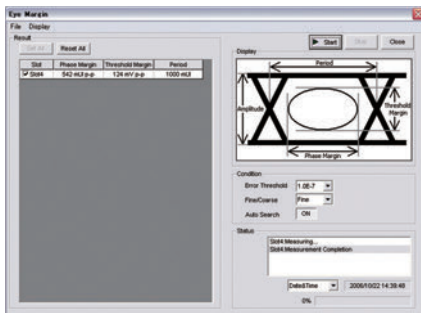 Eye Margin
File Display
Result
Set All Reset All
Slot Phase Margin Threshold Margin Period
Slot4 542 mUI p-p 124 mV p-p 1000 mUI
Start Stop Close
Display
Period
Amplitude
Threshold
Margin
Phase Margin
Condition
Error Threshold 1.0E-7
Fine/Coarse Fine
Auto Search ON
Status
Slot4:Measuring...
Slot4:Measurement Completion
Date&Time 2006/10/22 14:39:48
0%